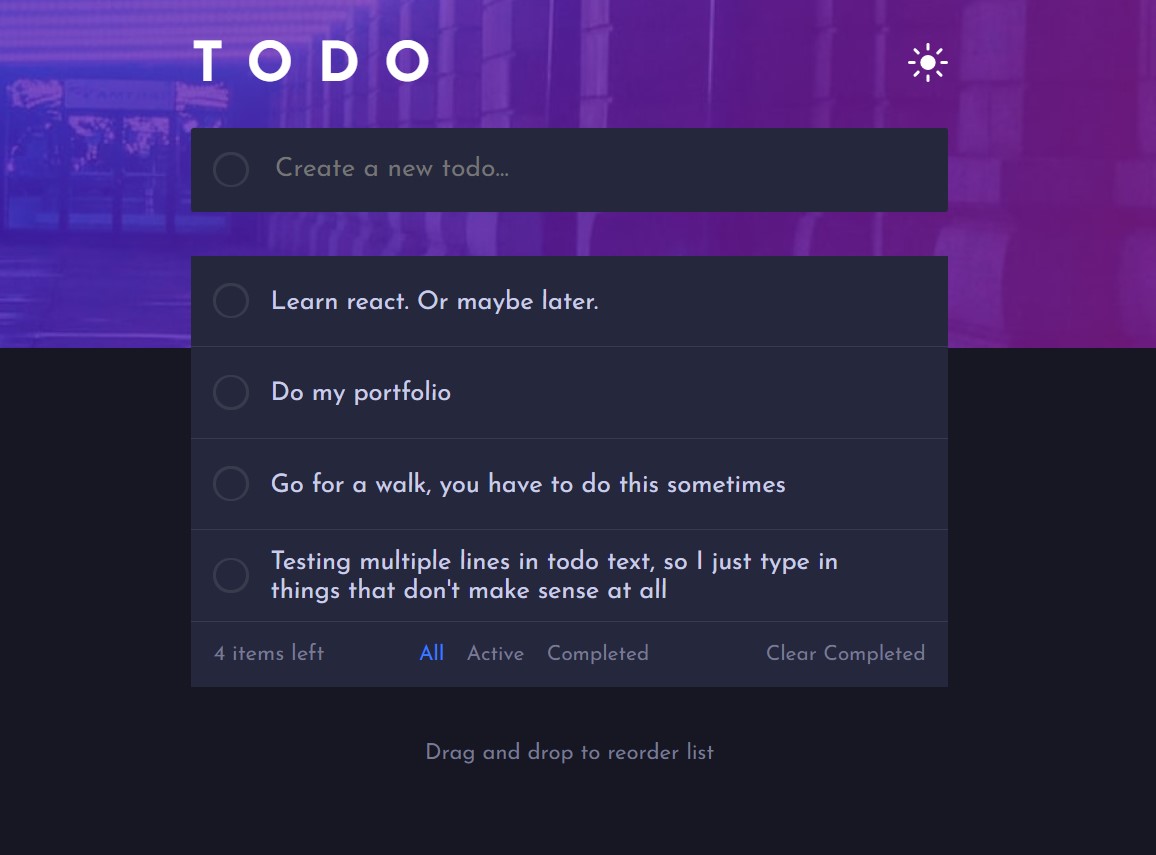 TODO
Create a new todo...
Learn react. Or maybe later.
Do my portfolio
Go for a walk, you have to do this sometimes
Testing multiple lines in todo text, so I just type in
things that don't make sense at all
4 items left All Active Completed Clear Completed
Drag and drop to reorder list